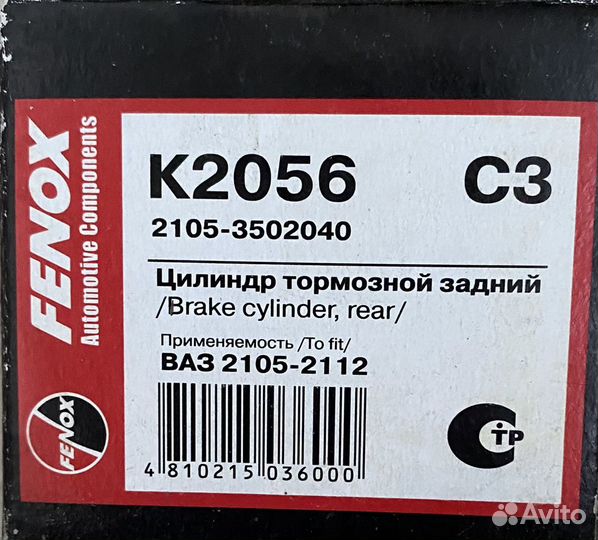 FENOX
Automotive Components
K2056 C3
2105-3502040
Цилиндр тормозной задний
/Brake cylinder, rear/
Применяемость /To fit/
ВАЗ 2105-2112
4 810215 036000
FENOX
СТР
Avito